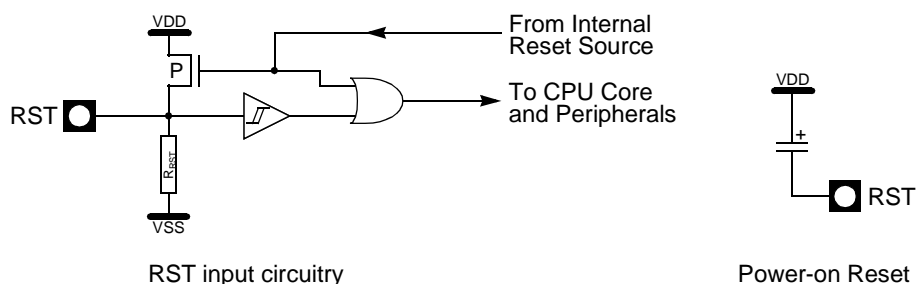 VDD
From Internal
Reset Source
P
To CPU Core
and Peripherals
RST
RRST
VSS
RST input circuitry
VDD
+
RST
Power-on Reset